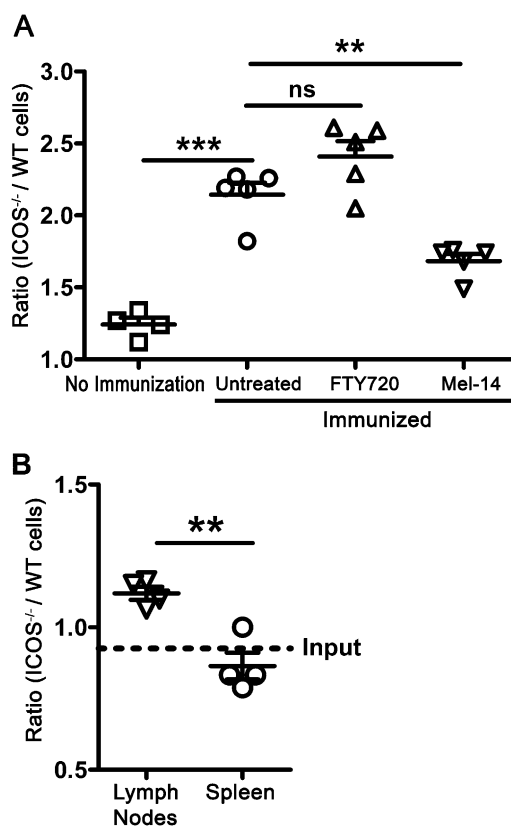 A
**
3.0
ns
2.5
***
2.0
1.5
1.0
Ratio (ICOS-/- / WT cells)
No Immunization Untreated FTY720 Mel-14
Immunized
B
1.5
**
1.0
Input
0.5
Ratio (ICOS-/- / WT cells)
Lymph Spleen
Nodes